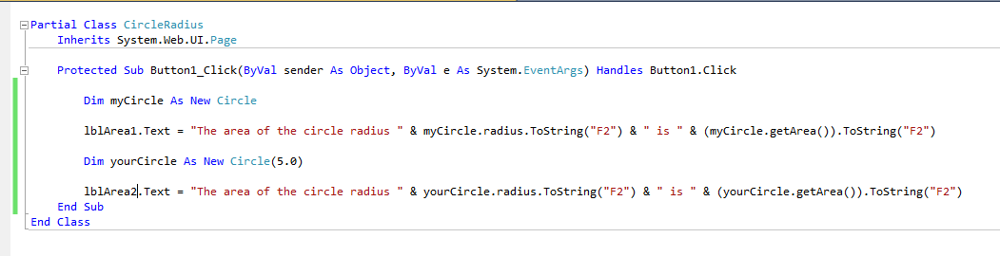 Partial Class CircleRadius
    Inherits System.Web.UI.Page
    Protected Sub Button1_Click(ByVal sender As Object, ByVal e As System.EventArgs) Handles Button1.Click
        Dim myCircle As New Circle
        lblArea1.Text = "The area of the circle radius " & myCircle.radius.ToString("F2") & " is " & (myCircle.getArea()).ToString("F2")
        Dim yourCircle As New Circle(5.0)
        lblArea2.Text = "The area of the circle radius " & yourCircle.radius.ToString("F2") & " is " & (yourCircle.getArea()).ToString("F2")
    End Sub
End Class